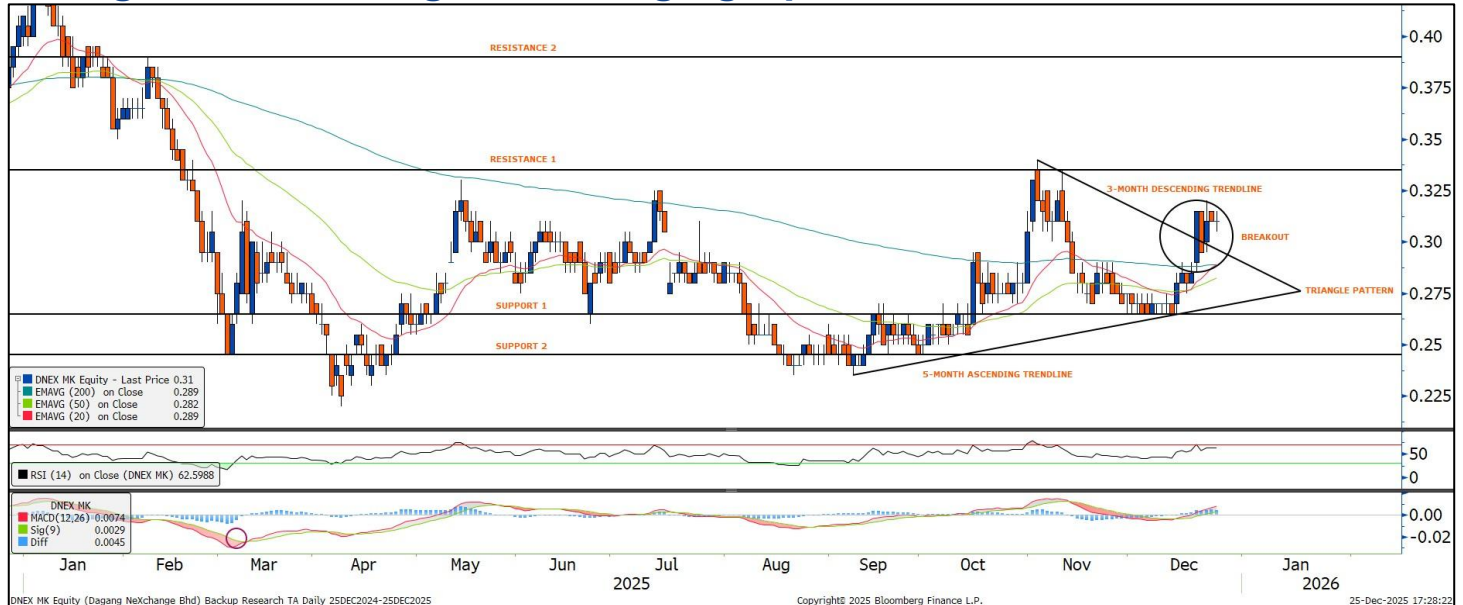 RESISTANCE 2
RESISTANCE 1
3-MONTH DESCENDING TRENDLINE
BREAKOUT
TRIANGLE PATTERN
SUPPORT 1
SUPPORT 2
5-MONTH ASCENDING TRENDLINE
0.40
0.375
0.35
0.325
0.30
0.275
0.25
0.225
DNEX MK Equity - Last Price 0.31
EMAVG (200) on Close 0.289
EMAVG (50) on Close 0.282
EMAVG (20) on Close 0.289
RSI (14) on Close (DNEX MK) 62.5988
50
0
DNEX MK
MACD(12,26) 0.0074
Sig(9) 0.0029
Diff 0.0045
0.00
-0.02
Jan Feb Mar Apr May Jun Jul Aug Sep Oct Nov Dec Jan
2025 2026
DNEX MK Equity (Dagang NeXchange Bhd) Backup Research TA Daily 25DEC2024-25DEC2025 Copyright© 2025 Bloomberg Finance L.P. 25-Dec-2025 17:28:22